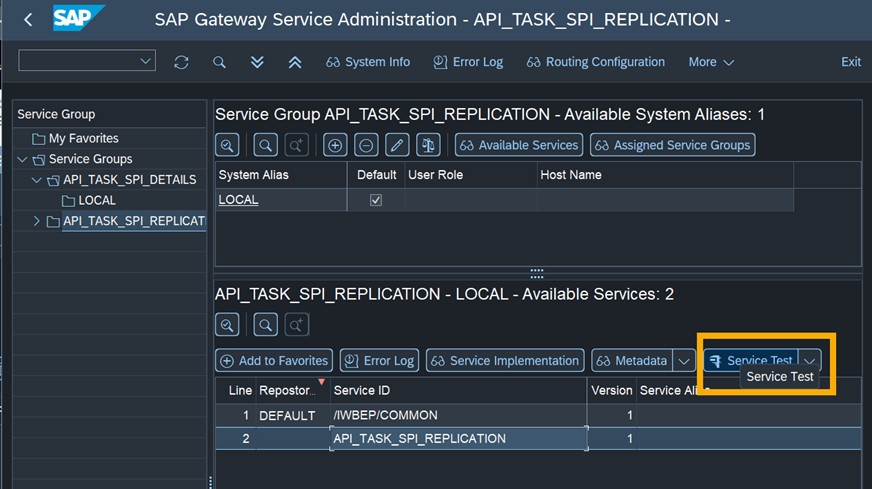 SAP
SAP Gateway Service Administration - API_TASK_SPI_REPLICATION -
System Info
Error Log
Routing Configuration
More
Exit
Service Group
My Favorites
Service Groups
API_TASK_SPI_DETAILS
LOCAL
API_TASK_SPI_REPLICAT
Service Group API_TASK_SPI_REPLICATION - Available System Aliases: 1
Available Services
Assigned Service Groups
System Alias Default User Role Host Name
LOCAL
API_TASK_SPI_REPLICATION - LOCAL - Available Services: 2
Add to Favorites
Error Log
Service Implementation
Metadata
Service Test
Service Test
Line Repostor... Service ID Version Service Alia
1 DEFAULT /IWBEP/COMMON 1
2 API_TASK_SPI_REPLICATION 1